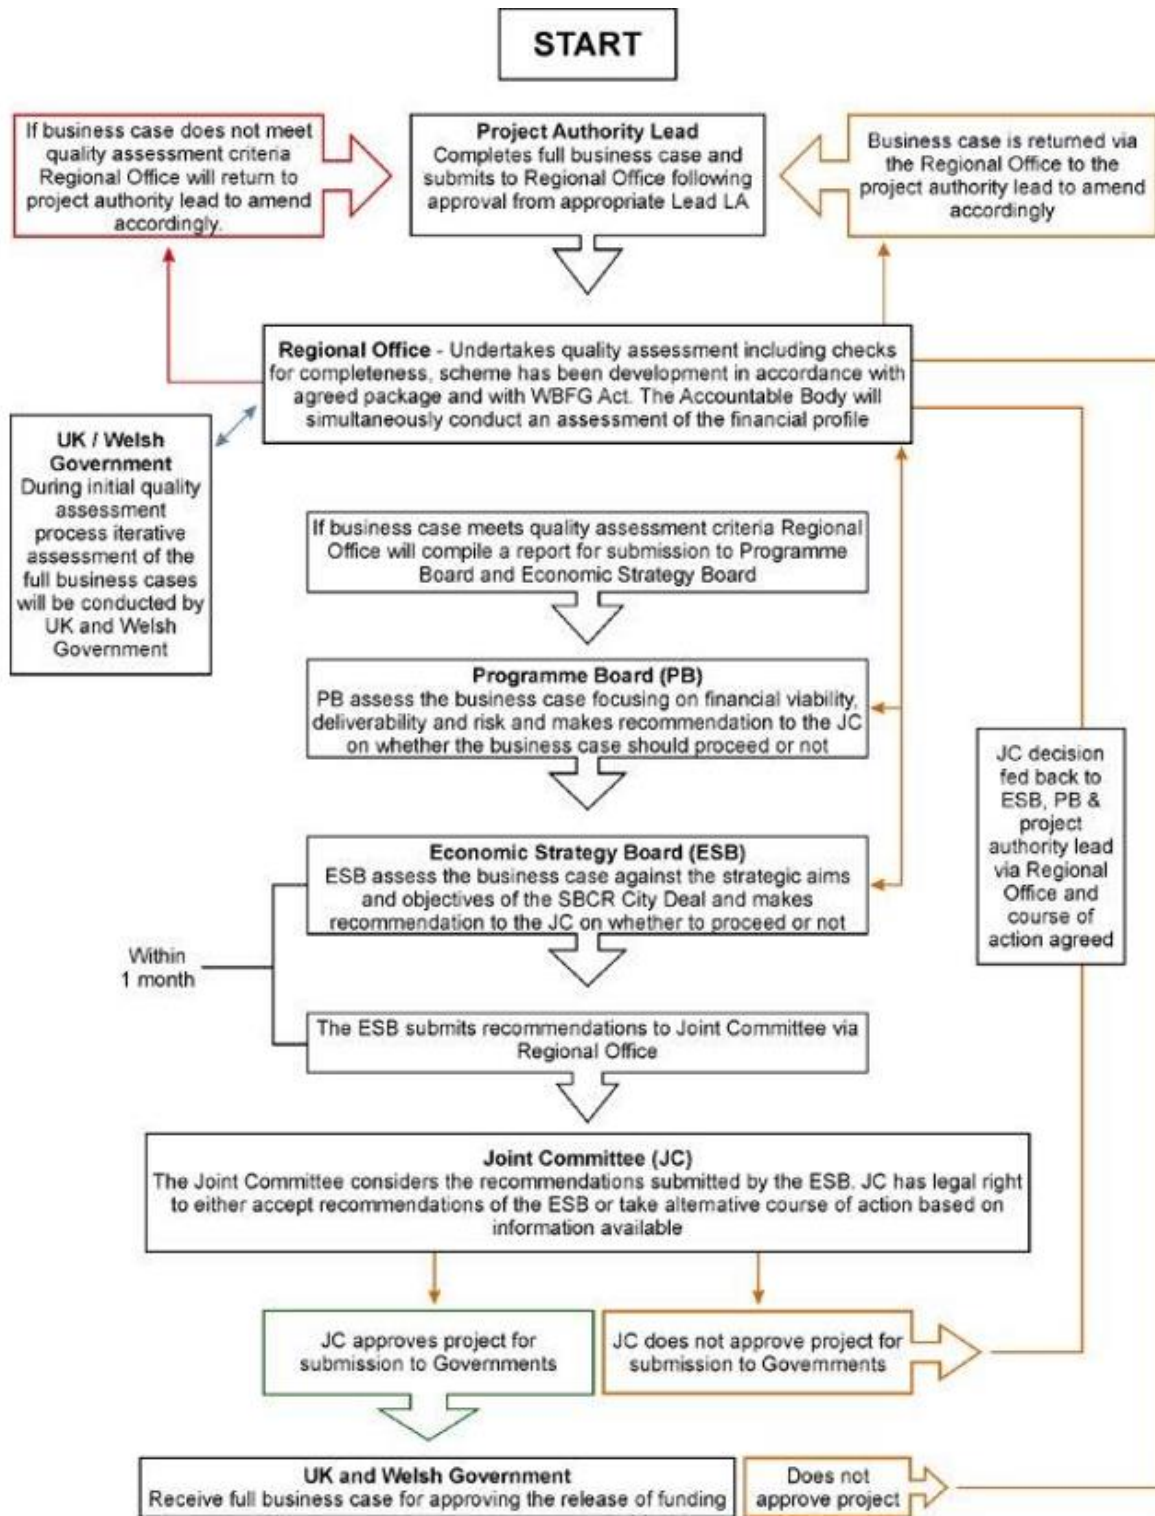 START
If business case does not meet
quality assessment criteria
Regional Office will return to
project authority lead to amend
accordingly.
Project Authority Lead
Completes full business case and
submits to Regional Office following
approval from appropriate Lead LA
Business case is returned via
the Regional Office to the
project authority lead to amend
accordingly
Regional Office - Undertakes quality assessment including checks
for completeness, scheme has been development in accordance with
agreed package and with WBFG Act. The Accountable Body will
simultaneously conduct an assessment of the financial profile
UK / Welsh
Government
During initial quality
assessment
process iterative
assessment of the
full business cases
will be conducted by
UK and Welsh
Government
If business case meets quality assessment criteria Regional
Office will compile a report for submission to Programme
Board and Economic Strategy Board
Programme Board (PB)
PB assess the business case focusing on financial viability,
deliverability and risk and makes recommendation to the JC
on whether the business case should proceed or not
JC decision
fed back to
ESB, PB &
project
authority lead
via Regional
Office and
course of
action agreed
Economic Strategy Board (ESB)
ESB assess the business case against the strategic aims
and objectives of the SBCR City Deal and makes
recommendation to the JC on whether to proceed or not
Within
1 month
The ESB submits recommendations to Joint Committee via
Regional Office
Joint Committee (JC)
The Joint Committee considers the recommendations submitted by the ESB. JC has legal right
to either accept recommendations of the ESB or take alternative course of action based on
information available
JC approves project for
submission to Governments
JC does not approve project for
submission to Governments
UK and Welsh Government
Receive full business case for approving the release of funding
Does not
approve project